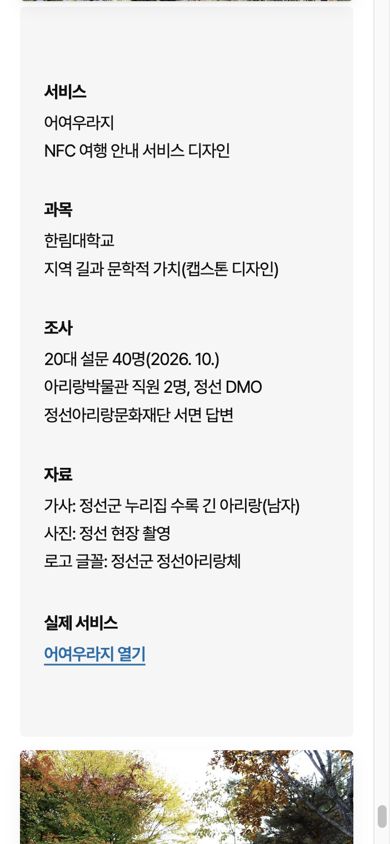 서비스
어여우라지
NFC 여행 안내 서비스 디자인
과목
한림대학교
지역 길과 문학적 가치(캡스톤 디자인)
조사
20대 설문 40명(2026. 10.)
아리랑박물관 직원 2명, 정선 DMO
정선아리랑문화재단 서면 답변
자료
가사: 정선군 누리집 수록 긴 아리랑(남자)
사진: 정선 현장 촬영
로고 글꼴: 정선군 정선아리랑체
실제 서비스
어여우라지 열기